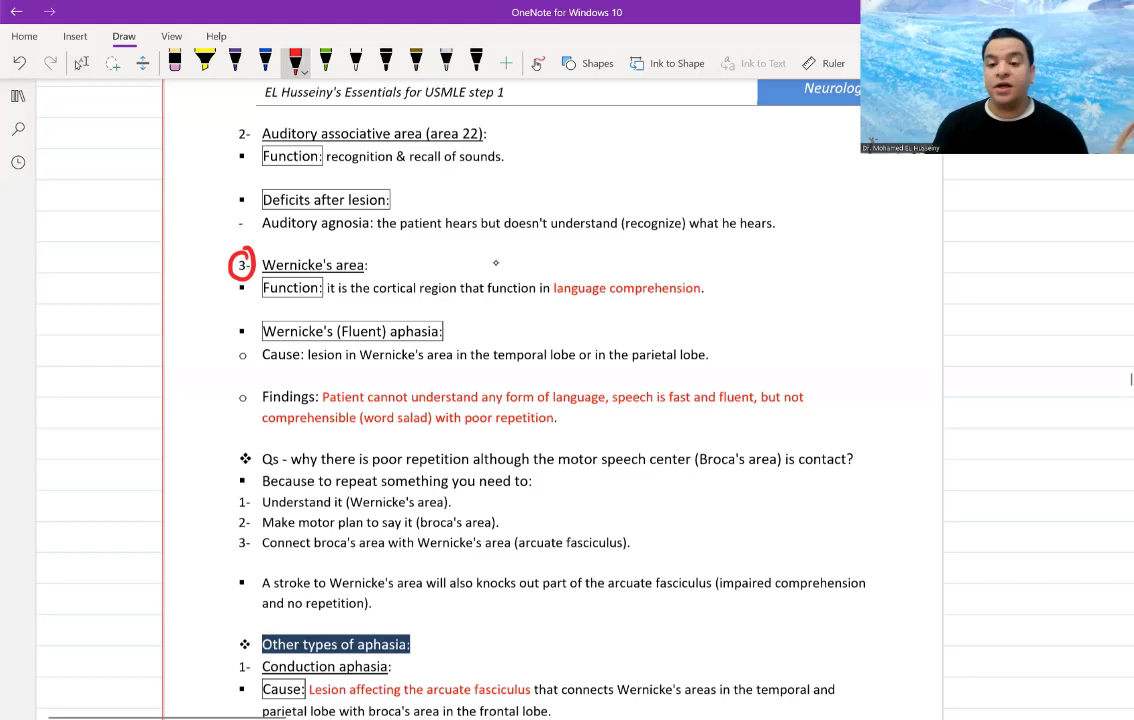 OneNote for Windows 10
Home Insert Draw View Help
Shapes Ink to Shape Ink to Text Ruler
EL Husseiny's Essentials for USMLE step 1
Neurolog
Dr. Mohamed EL Husseiny
2- Auditory associative area (area 22):
▪ Function: recognition & recall of sounds.
▪ Deficits after lesion:
- Auditory agnosia: the patient hears but doesn't understand (recognize) what he hears.
3- Wernicke's area:
▪ Function: it is the cortical region that function in language comprehension.
▪ Wernicke's (Fluent) aphasia:
o Cause: lesion in Wernicke's area in the temporal lobe or in the parietal lobe.
o Findings: Patient cannot understand any form of language, speech is fast and fluent, but not
comprehensible (word salad) with poor repetition.
❖ Qs - why there is poor repetition although the motor speech center (Broca's area) is contact?
▪ Because to repeat something you need to:
1- Understand it (Wernicke's area).
2- Make motor plan to say it (broca's area).
3- Connect broca's area with Wernicke's area (arcuate fasciculus).
▪ A stroke to Wernicke's area will also knocks out part of the arcuate fasciculus (impaired comprehension
and no repetition).
❖ Other types of aphasia:
1- Conduction aphasia:
▪ Cause: Lesion affecting the arcuate fasciculus that connects Wernicke's areas in the temporal and
parietal lobe with broca's area in the frontal lobe.